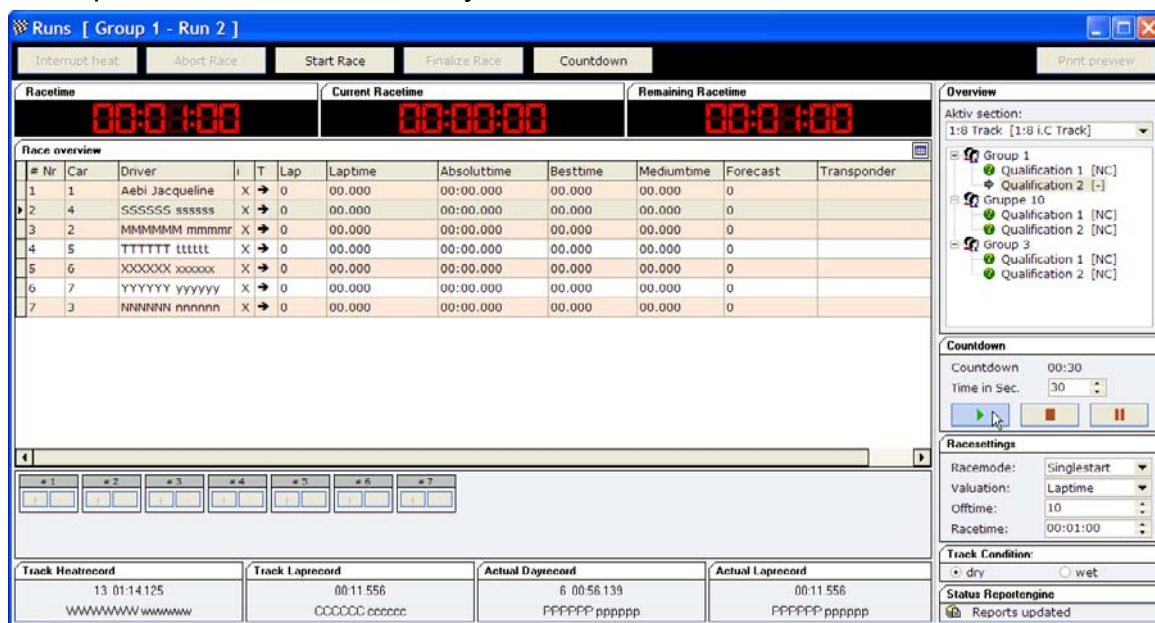 Runs [ Group 1 - Run 2 ]
Interrupt heat Abort Race Start Race Finalize Race Countdown Print preview
Racetime Current Racetime Remaining Racetime
00:01:00 00:00:00 00:01:00
Race overview
# Nr Car Driver I T Lap Laptime Absoluttime Besttime Mediumtime Forecast Transponder
1 1 Aebi Jacqueline X ➔ 0 00.000 00:00.000 00.000 00.000 0
2 4 SSSSSS ssssss X ➔ 0 00.000 00:00.000 00.000 00.000 0
3 2 MMMMMM mmmmr X ➔ 0 00.000 00:00.000 00.000 00.000 0
4 5 TTTTTT tttttt X ➔ 0 00.000 00:00.000 00.000 00.000 0
5 6 XXXXXX xxxxxx X ➔ 0 00.000 00:00.000 00.000 00.000 0
6 7 YYYYYY yyyyyy X ➔ 0 00.000 00:00.000 00.000 00.000 0
7 3 NNNNNN nnnnnn X ➔ 0 00.000 00:00.000 00.000 00.000 0
# 1 # 2 # 3 # 4 # 5 # 6 # 7
+ - + - + - + - + - + - + -
Track Heatrecord Track Laprecord Actual Dayrecord Actual Laprecord
13 01:14.125 00:11.556 6 00:56.139 00:11.556
WWWWWW wwwwww CCCCCC cccccc PPPPPP pppppp PPPPPP pppppp
Overview
Aktiv section:
1:8 Track [1:8 i.C Track]
Group 1
Qualification 1 [NC]
Qualification 2 [-]
Gruppe 10
Qualification 1 [NC]
Qualification 2 [NC]
Group 3
Qualification 1 [NC]
Qualification 2 [NC]
Countdown
Countdown 00:30
Time in Sec. 30
Racesettings
Racemode: Singlestart
Valuation: Laptime
Offtime: 10
Racetime: 00:01:00
Track Condition:
dry wet
Status Reportengine
Reports updated